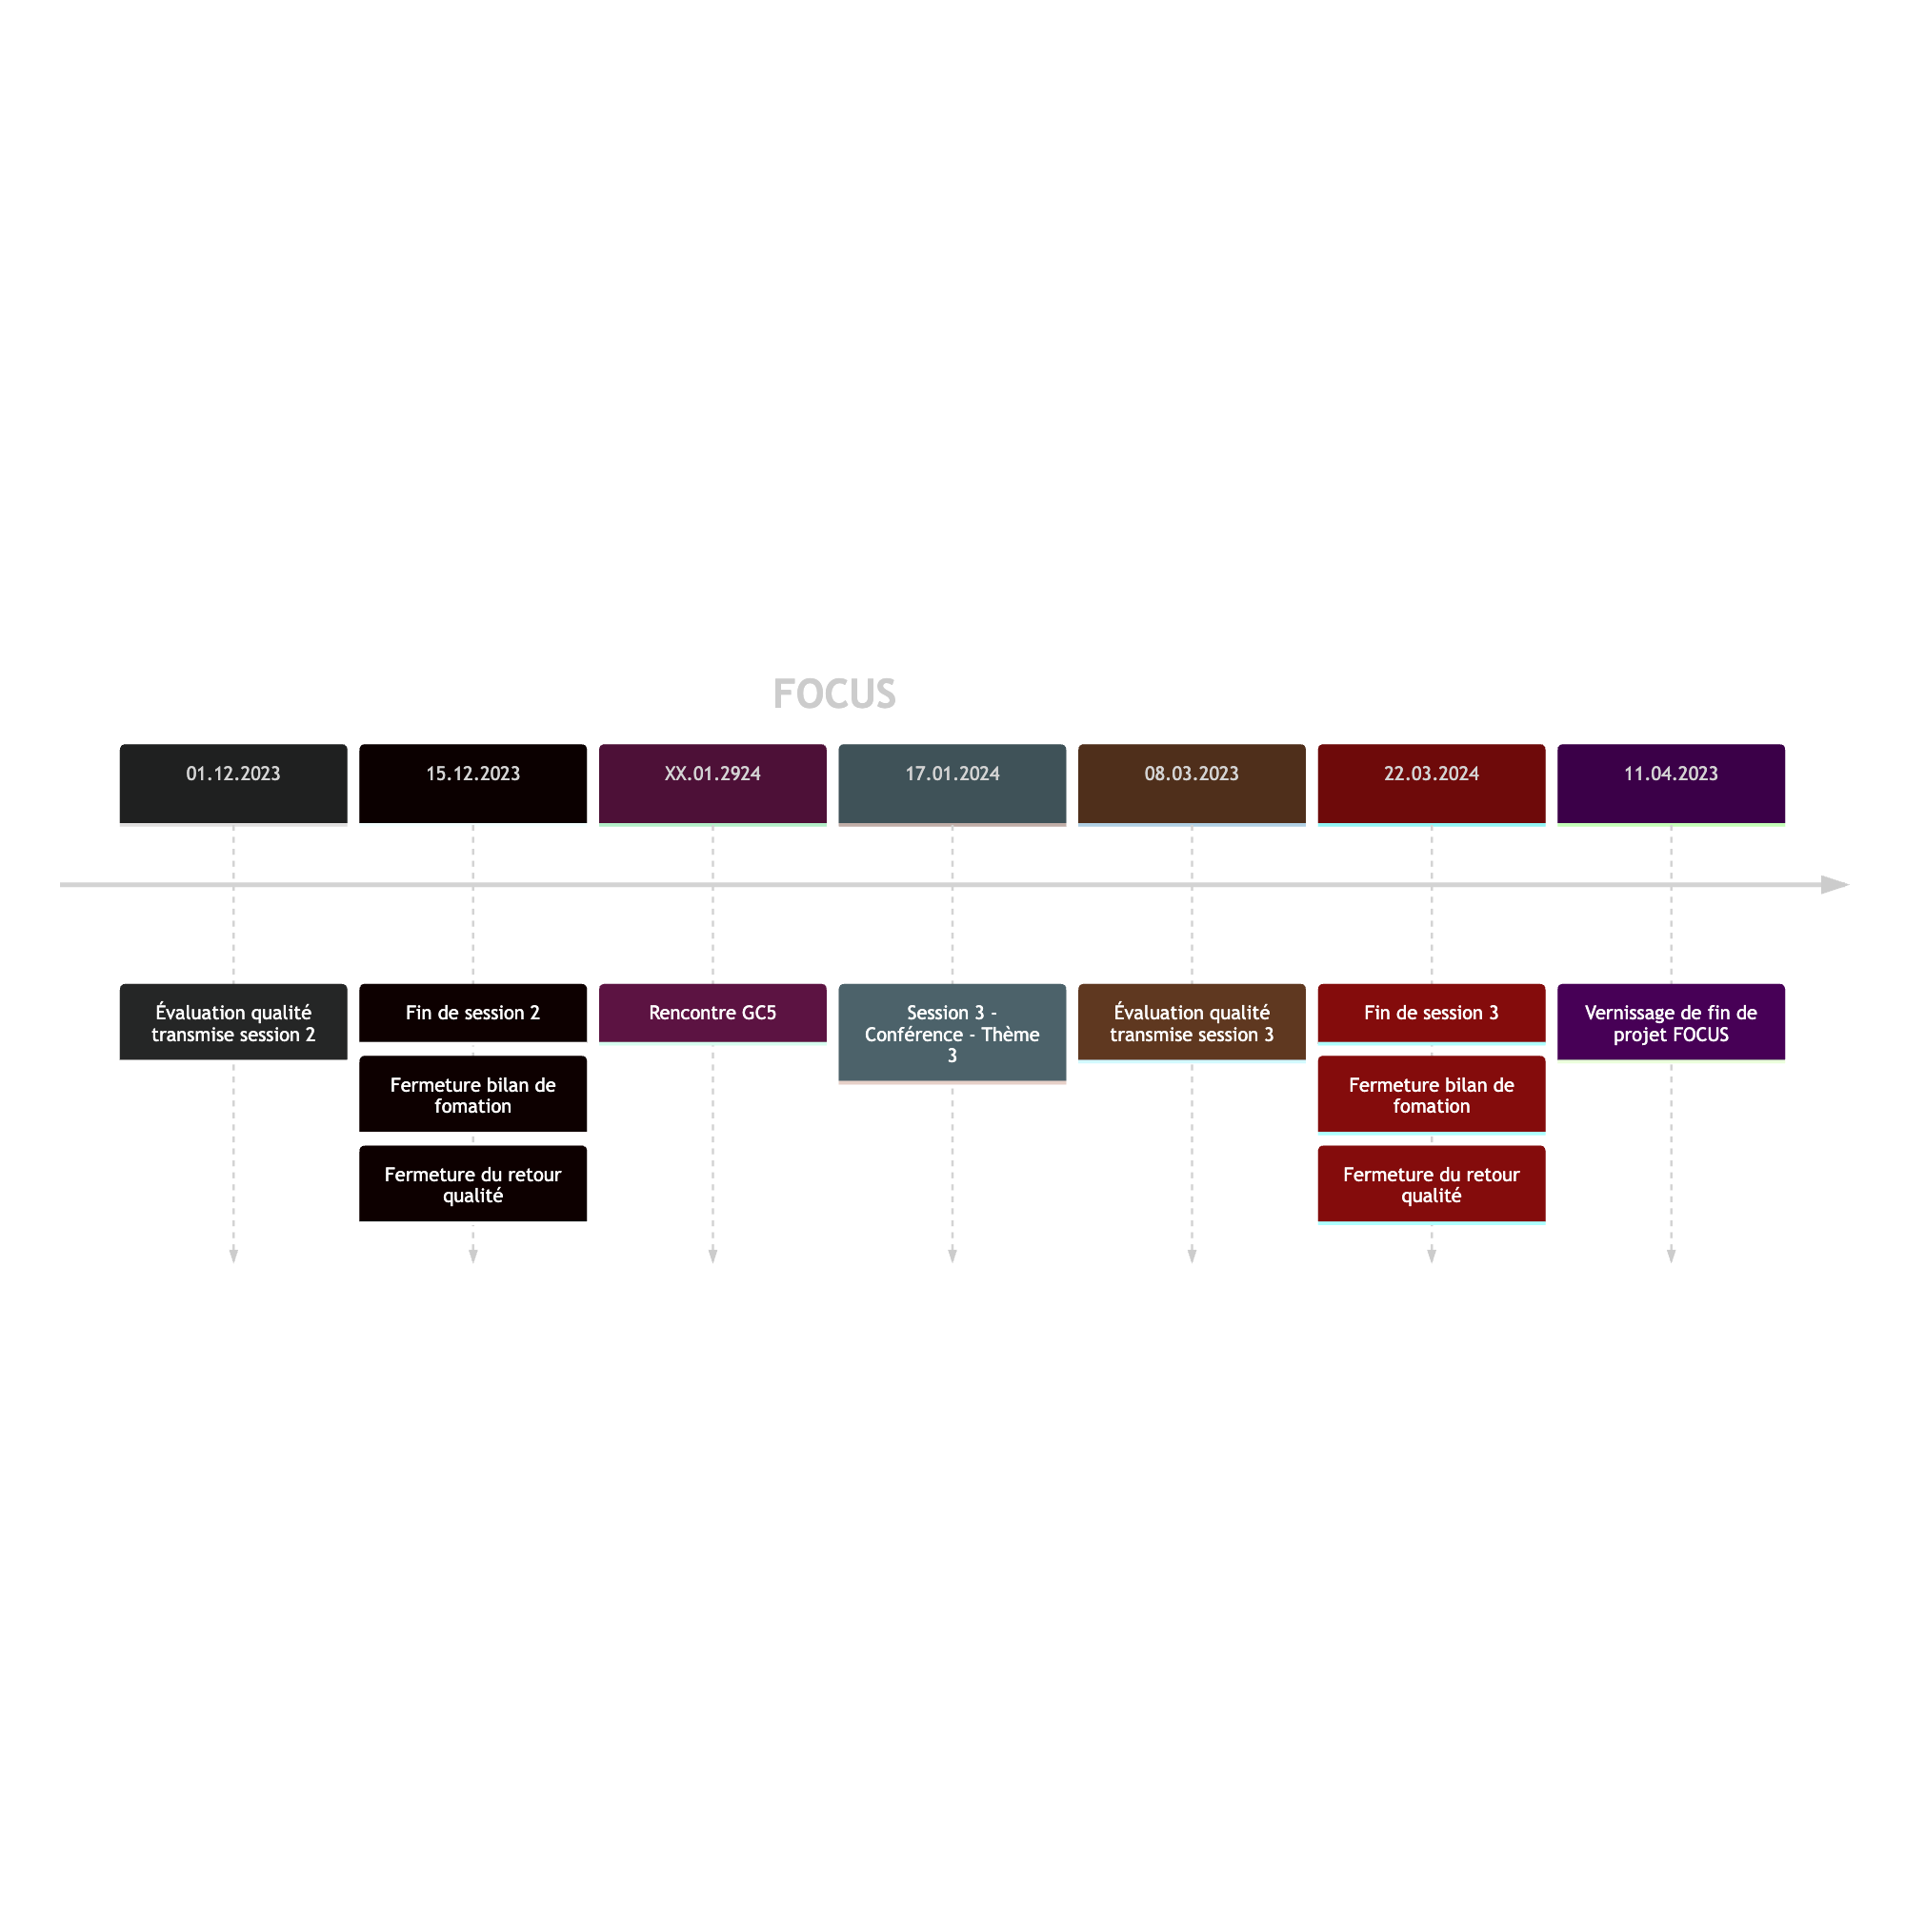 FOCUS
01.12.2023
15.12.2023
XX.01.2924
17.01.2024
08.03.2023
22.03.2024
11.04.2023
Évaluation qualité
transmise session 2
Fin de session 2
Fermeture bilan de
fomation
Fermeture du retour
qualité
Rencontre GC5
Session 3 -
Conférence - Thème
3
Évaluation qualité
transmise session 3
Fin de session 3
Fermeture bilan de
fomation
Fermeture du retour
qualité
Vernissage de fin de
projet FOCUS